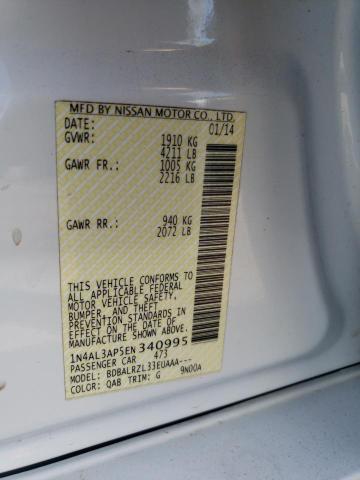 MFD BY NISSAN MOTOR CO., LTD.
DATE: 01/14
GVWR: 1910 KG
4211 LB
GAWR FR.: 1005 KG
2216 LB
GAWR RR.: 940 KG
2072 LB
THIS VEHICLE CONFORMS TO
ALL APPLICABLE FEDERAL
MOTOR VEHICLE SAFETY,
BUMPER, AND THEFT
PREVENTION STANDARDS IN
EFFECT ON THE DATE OF
MANUFACTURE SHOWN ABOVE.
1N4AL3AP5EN 340995
PASSENGER CAR 473
MODEL: BDBALRZL33EUAAA---
COLOR: QAB TRIM: G 9N00A